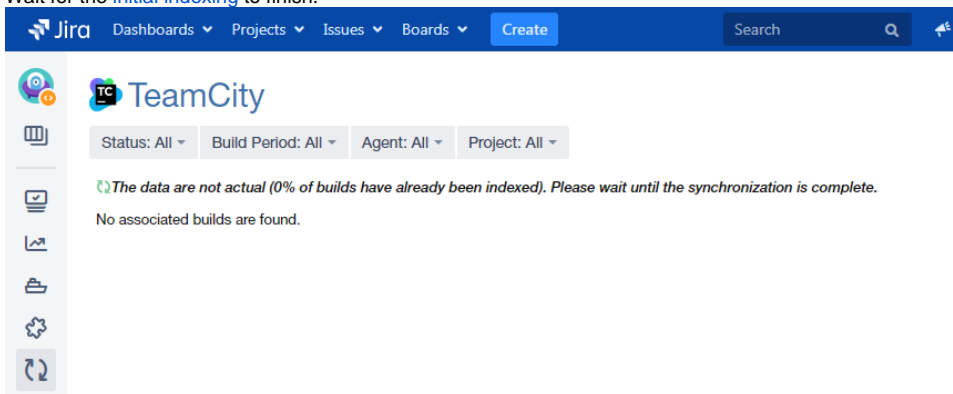 Wait for the initial indexing to finish.
Jira Dashboards Projects Issues Boards Create Search
TC TeamCity
Status: All Build Period: All Agent: All Project: All
The data are not actual (0% of builds have already been indexed). Please wait until the synchronization is complete.
No associated builds are found.